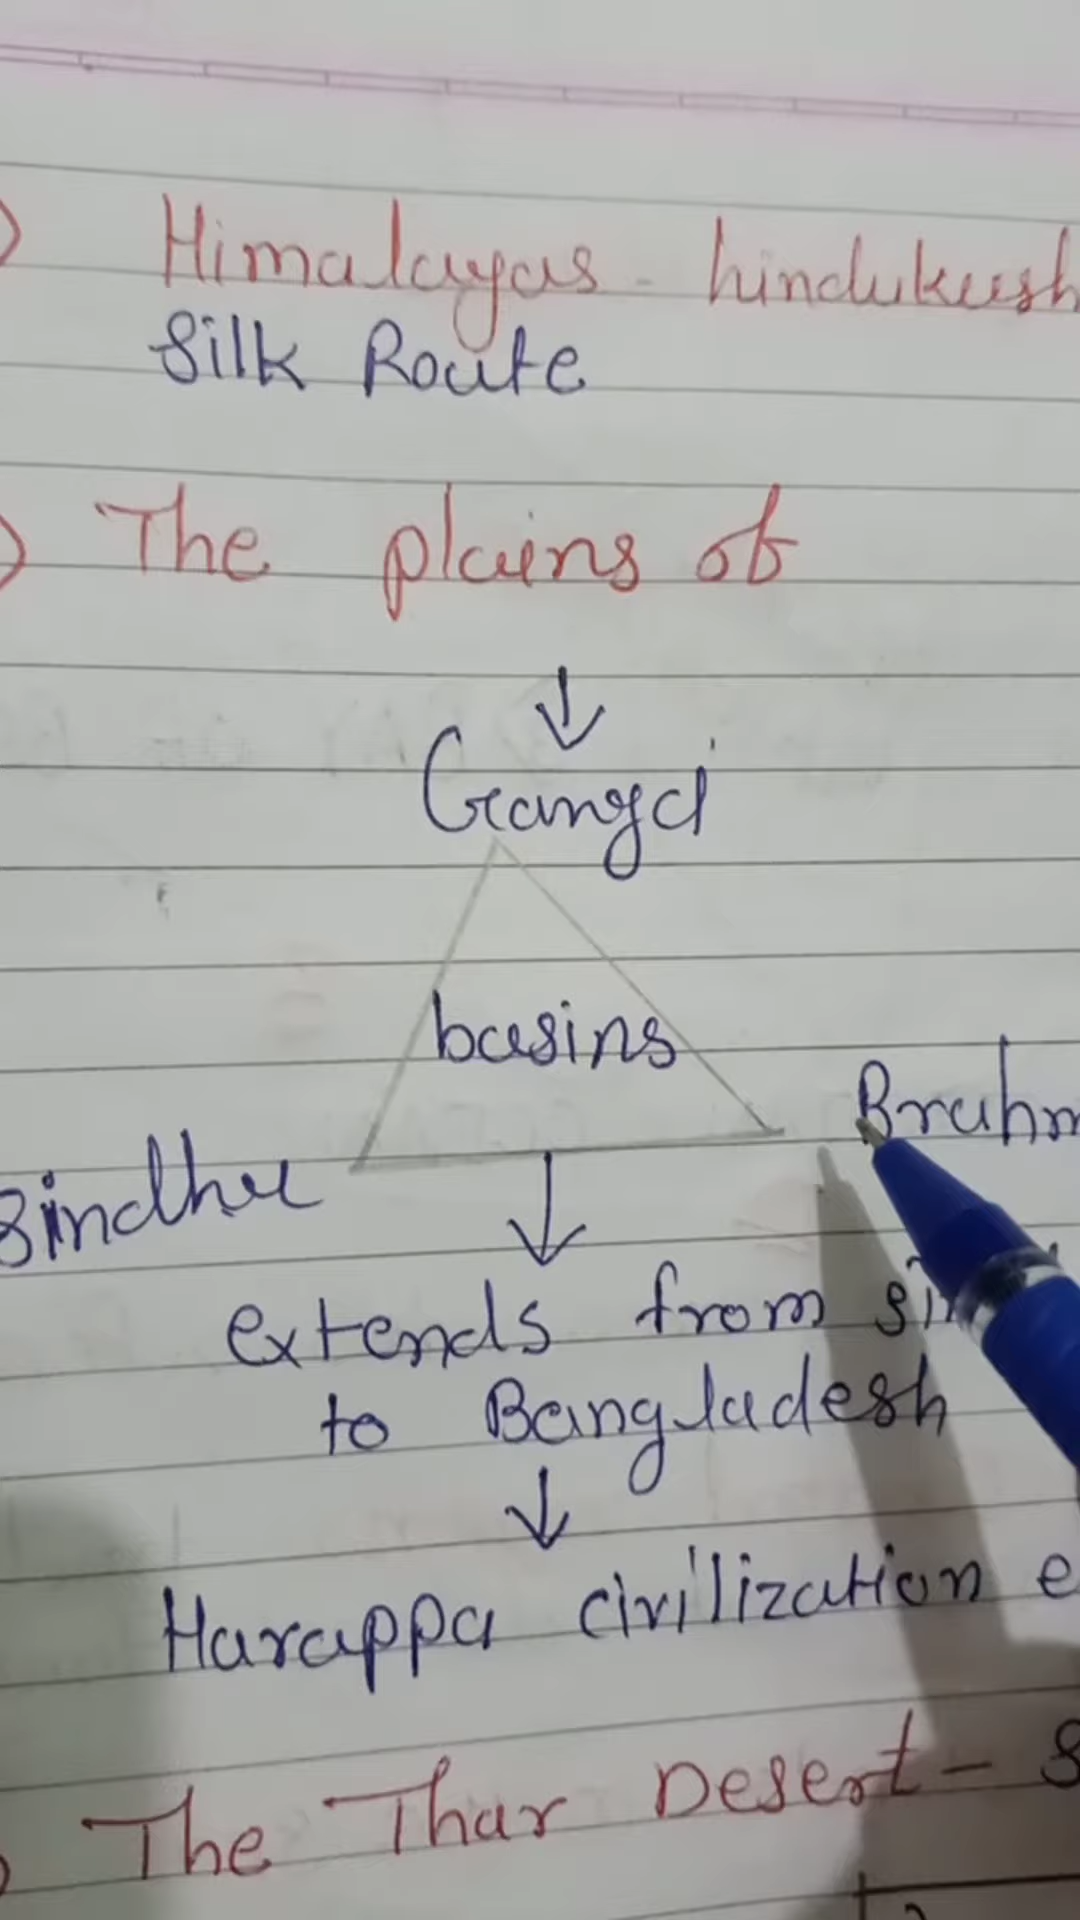 Himalayas - hindukush
Silk Route
The plains of
↓
Ganga
basins
Brahm
Sindhu
↓
extends from
to Bangladesh
↓
Harappa civilization e
The Thar Desert - S